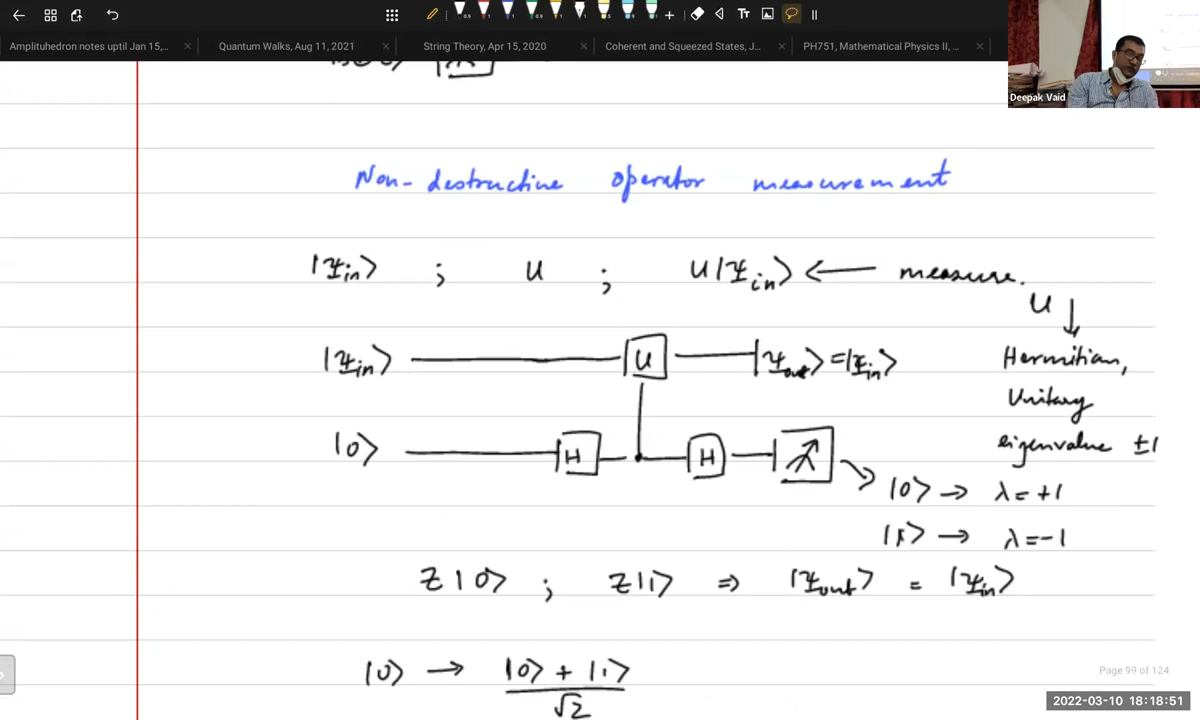 Amplituhedron notes uptil Jan 15,... × Quantum Walks, Aug 11, 2021 × String Theory, Apr 15, 2020 × Coherent and Squeezed States, J... × PH751, Mathematical Physics II, ... ×
Deepak Vaid
Non-destructive operator measurement
|Ψin⟩ ; U ; U|Ψin⟩ ← measure.
U ↓
|Ψin⟩ U |Ψout⟩=|Ψin⟩ Hermitian,
Unitary
|0⟩ H H eigenvalue ±1
|0⟩ → λ=+1
|1⟩ → λ=-1
Z|0⟩ ; Z|1⟩ ⇒ |Ψout⟩ = |Ψin⟩
|0⟩ → |0⟩ + |1⟩
√2
Page 99 of 124
2022-03-10 18:18:51